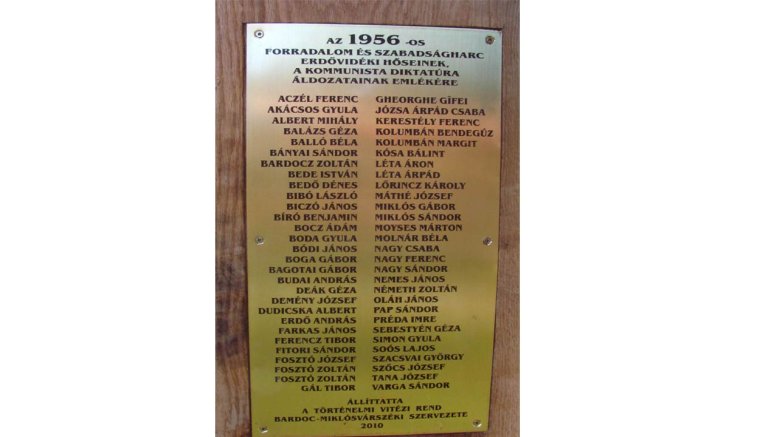 AZ 1956 -OS
FORRADALOM ÉS SZABADSÁGHARC
ERDŐVIDÉKI HŐSEINEK,
A KOMMUNISTA DIKTATÚRA
ÁLDOZATAINAK EMLÉKÉRE
ACZÉL FERENC
AKÁCSOS GYULA
ALBERT MIHÁLY
BALÁZS GÉZA
BALLÓ BÉLA
BÁNYAI SÁNDOR
BARDOCZ ZOLTÁN
BEDE ISTVÁN
BEDŐ DÉNES
BIBÓ LÁSZLÓ
BICZÓ JÁNOS
BÍRÓ BENJAMIN
BOCZ ÁDÁM
BODA GYULA
BÓDI JÁNOS
BOGA GÁBOR
BAGOTAI GÁBOR
BUDAI ANDRÁS
DEÁK GÉZA
DEMÉNY JÓZSEF
DUDICSKA ALBERT
ERDŐ ANDRÁS
FARKAS JÁNOS
FERENCZ TIBOR
FITORI SÁNDOR
FOSZTÓ JÓZSEF
FOSZTÓ ZOLTÁN
FOSZTÓ ZOLTÁN
GÁL TIBOR
GHEORGHE GÎFEI
JÓZSA ÁRPÁD CSABA
KERESTÉLY FERENC
KOLUMBÁN BENDEGÚZ
KOLUMBÁN MARGIT
KÓSA BÁLINT
LÉTA ÁRON
LÉTA ÁRPÁD
LŐRINCZ KÁROLY
MÁTHÉ JÓZSEF
MIKLÓS GÁBOR
MIKLÓS SÁNDOR
MOYSES MÁRTON
MOLNÁR BÉLA
NAGY CSABA
NAGY FERENC
NAGY SÁNDOR
NEMES JÁNOS
NÉMETH ZOLTÁN
OLÁH JÁNOS
PAP SÁNDOR
PRÉDA IMRE
SEBESTYÉN GÉZA
SIMON GYULA
SOÓS LAJOS
SZACSVAI GYÖRGY
SZŐCS JÓZSEF
TANA JÓZSEF
VARGA SÁNDOR
ÁLLÍTTATTA
A TÖRTÉNELMI VITÉZI REND
BARDOC-MIKLÓSVÁRSZÉKI SZERVEZETE
2010